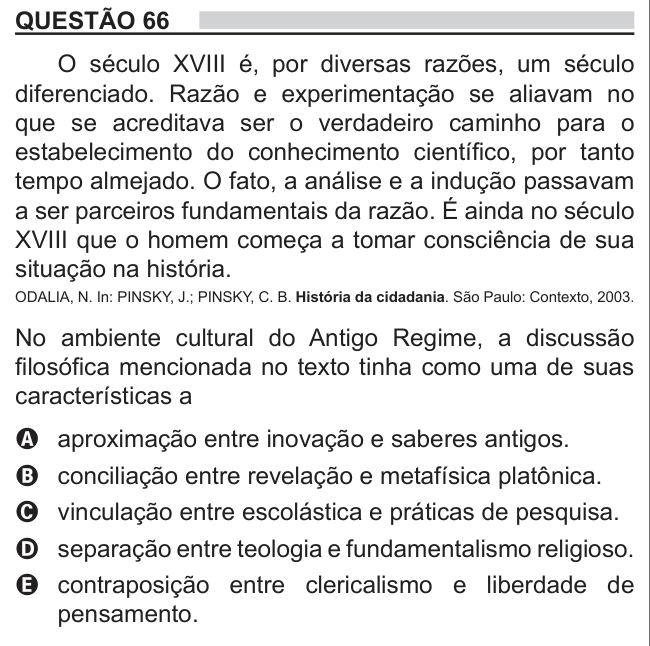 QUESTÃO 66
O século XVIII é, por diversas razões, um século
diferenciado. Razão e experimentação se aliavam no
que se acreditava ser o verdadeiro caminho para o
estabelecimento do conhecimento científico, por tanto
tempo almejado. O fato, a análise e a indução passavam
a ser parceiros fundamentais da razão. É ainda no século
XVIII que o homem começa a tomar consciência de sua
situação na história.
ODALIA, N. In: PINSKY, J.; PINSKY, C. B. História da cidadania. São Paulo: Contexto, 2003.
No ambiente cultural do Antigo Regime, a discussão
filosófica mencionada no texto tinha como uma de suas
características a
A aproximação entre inovação e saberes antigos.
B conciliação entre revelação e metafísica platônica.
C vinculação entre escolástica e práticas de pesquisa.
D separação entre teologia e fundamentalismo religioso.
E contraposição entre clericalismo e liberdade de
pensamento.